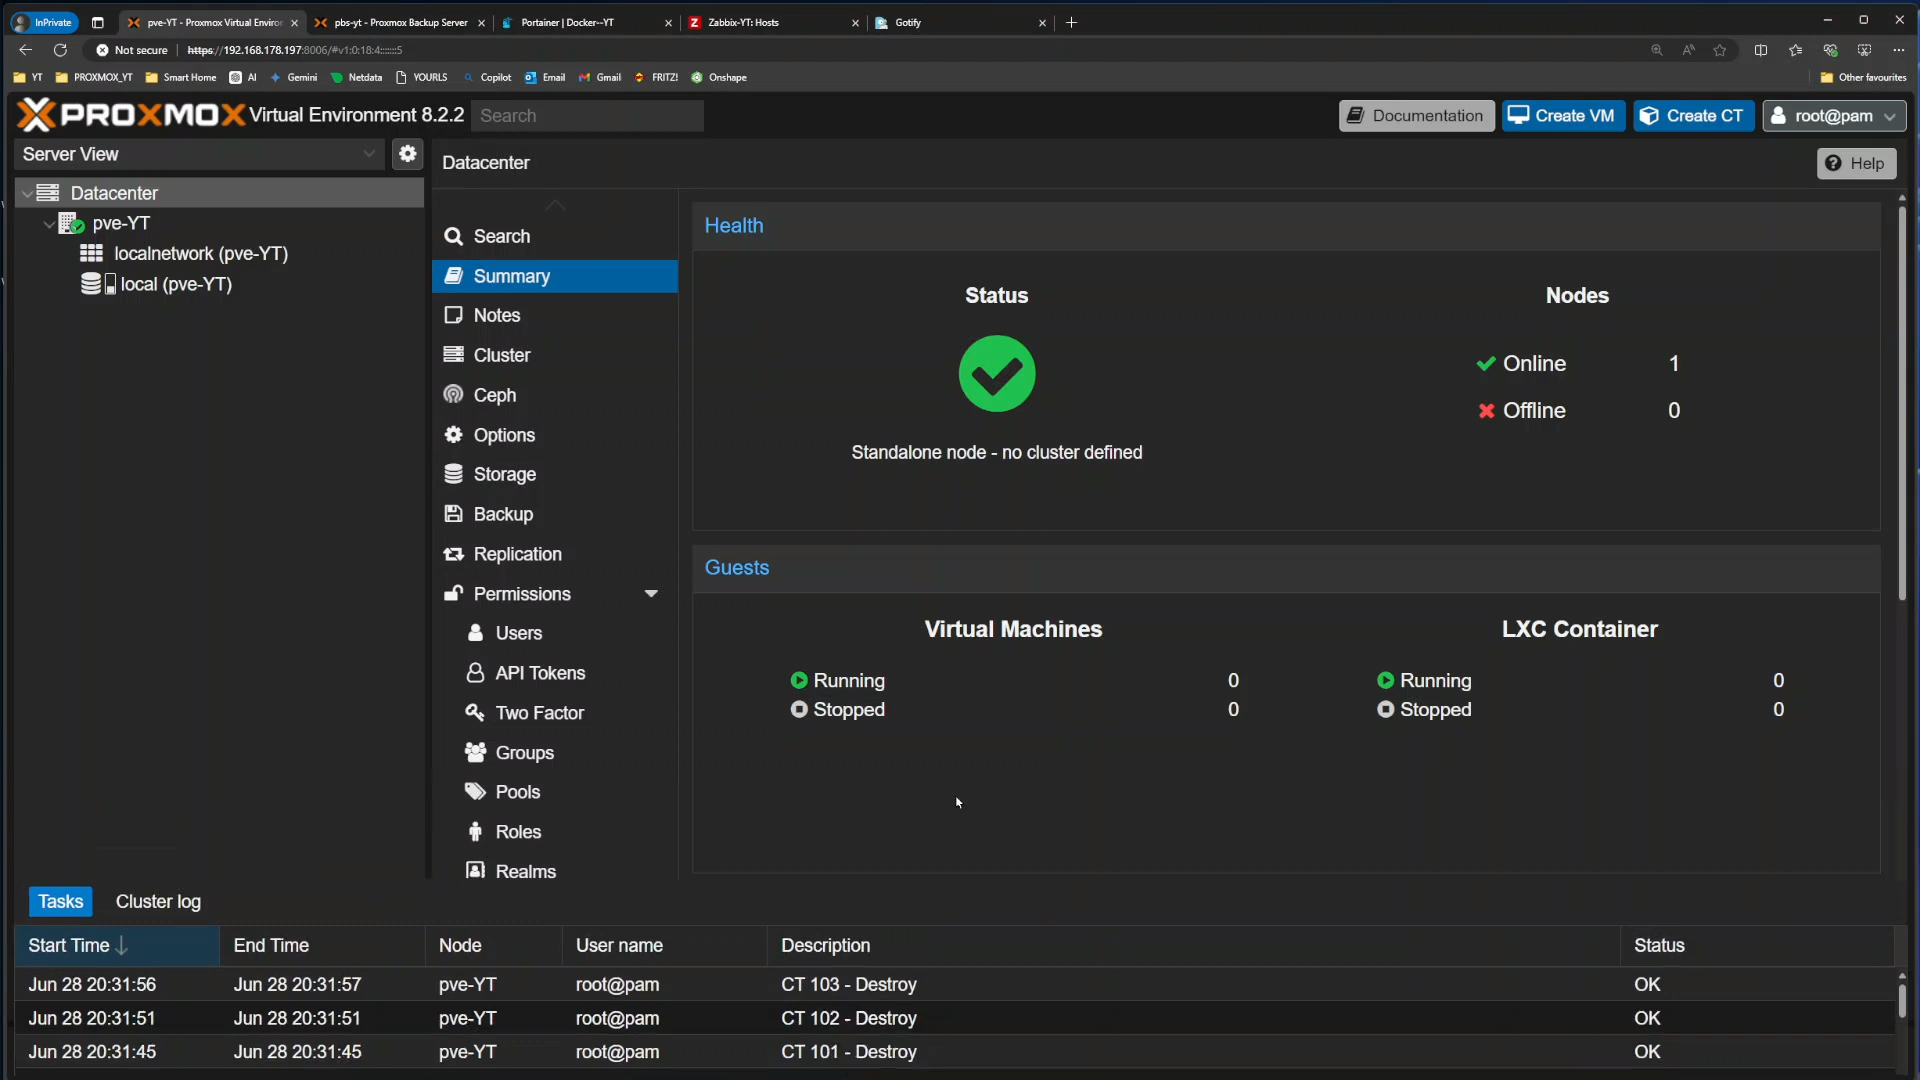 InPrivate
pve-YT - Proxmox Virtual Environ
pbs-yt - Proxmox Backup Server
Portainer | Docker--YT
Zabbix-YT: Hosts
Gotify
Not secure
https://192.168.178.197:8006/#v1:0:18:4:::::::5
YT
PROXMOX_YT
Smart Home
AI
Gemini
Netdata
YOURLS
Copilot
Email
Gmail
FRITZ!
Onshape
Other favourites
PROXMOX Virtual Environment 8.2.2
Search
Documentation
Create VM
Create CT
root@pam
Server View
Datacenter
Help
Datacenter
pve-YT
localnetwork (pve-YT)
local (pve-YT)
Search
Summary
Notes
Cluster
Ceph
Options
Storage
Backup
Replication
Permissions
Users
API Tokens
Two Factor
Groups
Pools
Roles
Realms
Health
Status
Standalone node - no cluster defined
Nodes
Online 1
Offline 0
Guests
Virtual Machines
Running 0
Stopped 0
LXC Container
Running 0
Stopped 0
Tasks
Cluster log
Start Time End Time Node User name Description Status
Jun 28 20:31:56 Jun 28 20:31:57 pve-YT root@pam CT 103 - Destroy OK
Jun 28 20:31:51 Jun 28 20:31:51 pve-YT root@pam CT 102 - Destroy OK
Jun 28 20:31:45 Jun 28 20:31:45 pve-YT root@pam CT 101 - Destroy OK